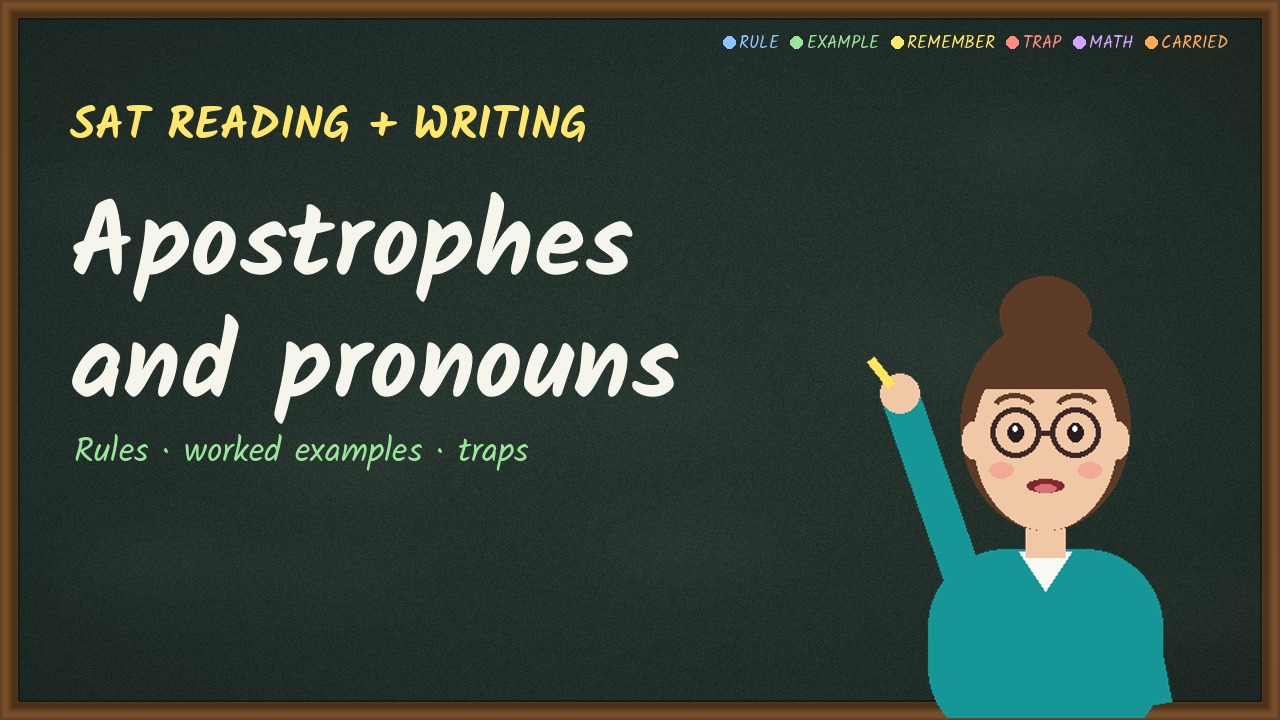 RULE EXAMPLE REMEMBER TRAP MATH CARRIED
SAT READING + WRITING
Apostrophes
and pronouns
Rules · worked examples · traps